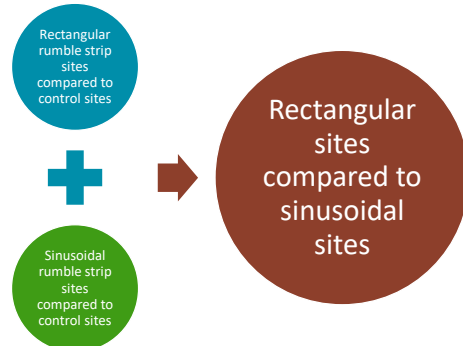 Rectangular
rumble strip
sites
compared to
control sites
Sinusoidal
rumble strip
sites
compared to
control sites
Rectangular
sites
compared to
sinusoidal
sites